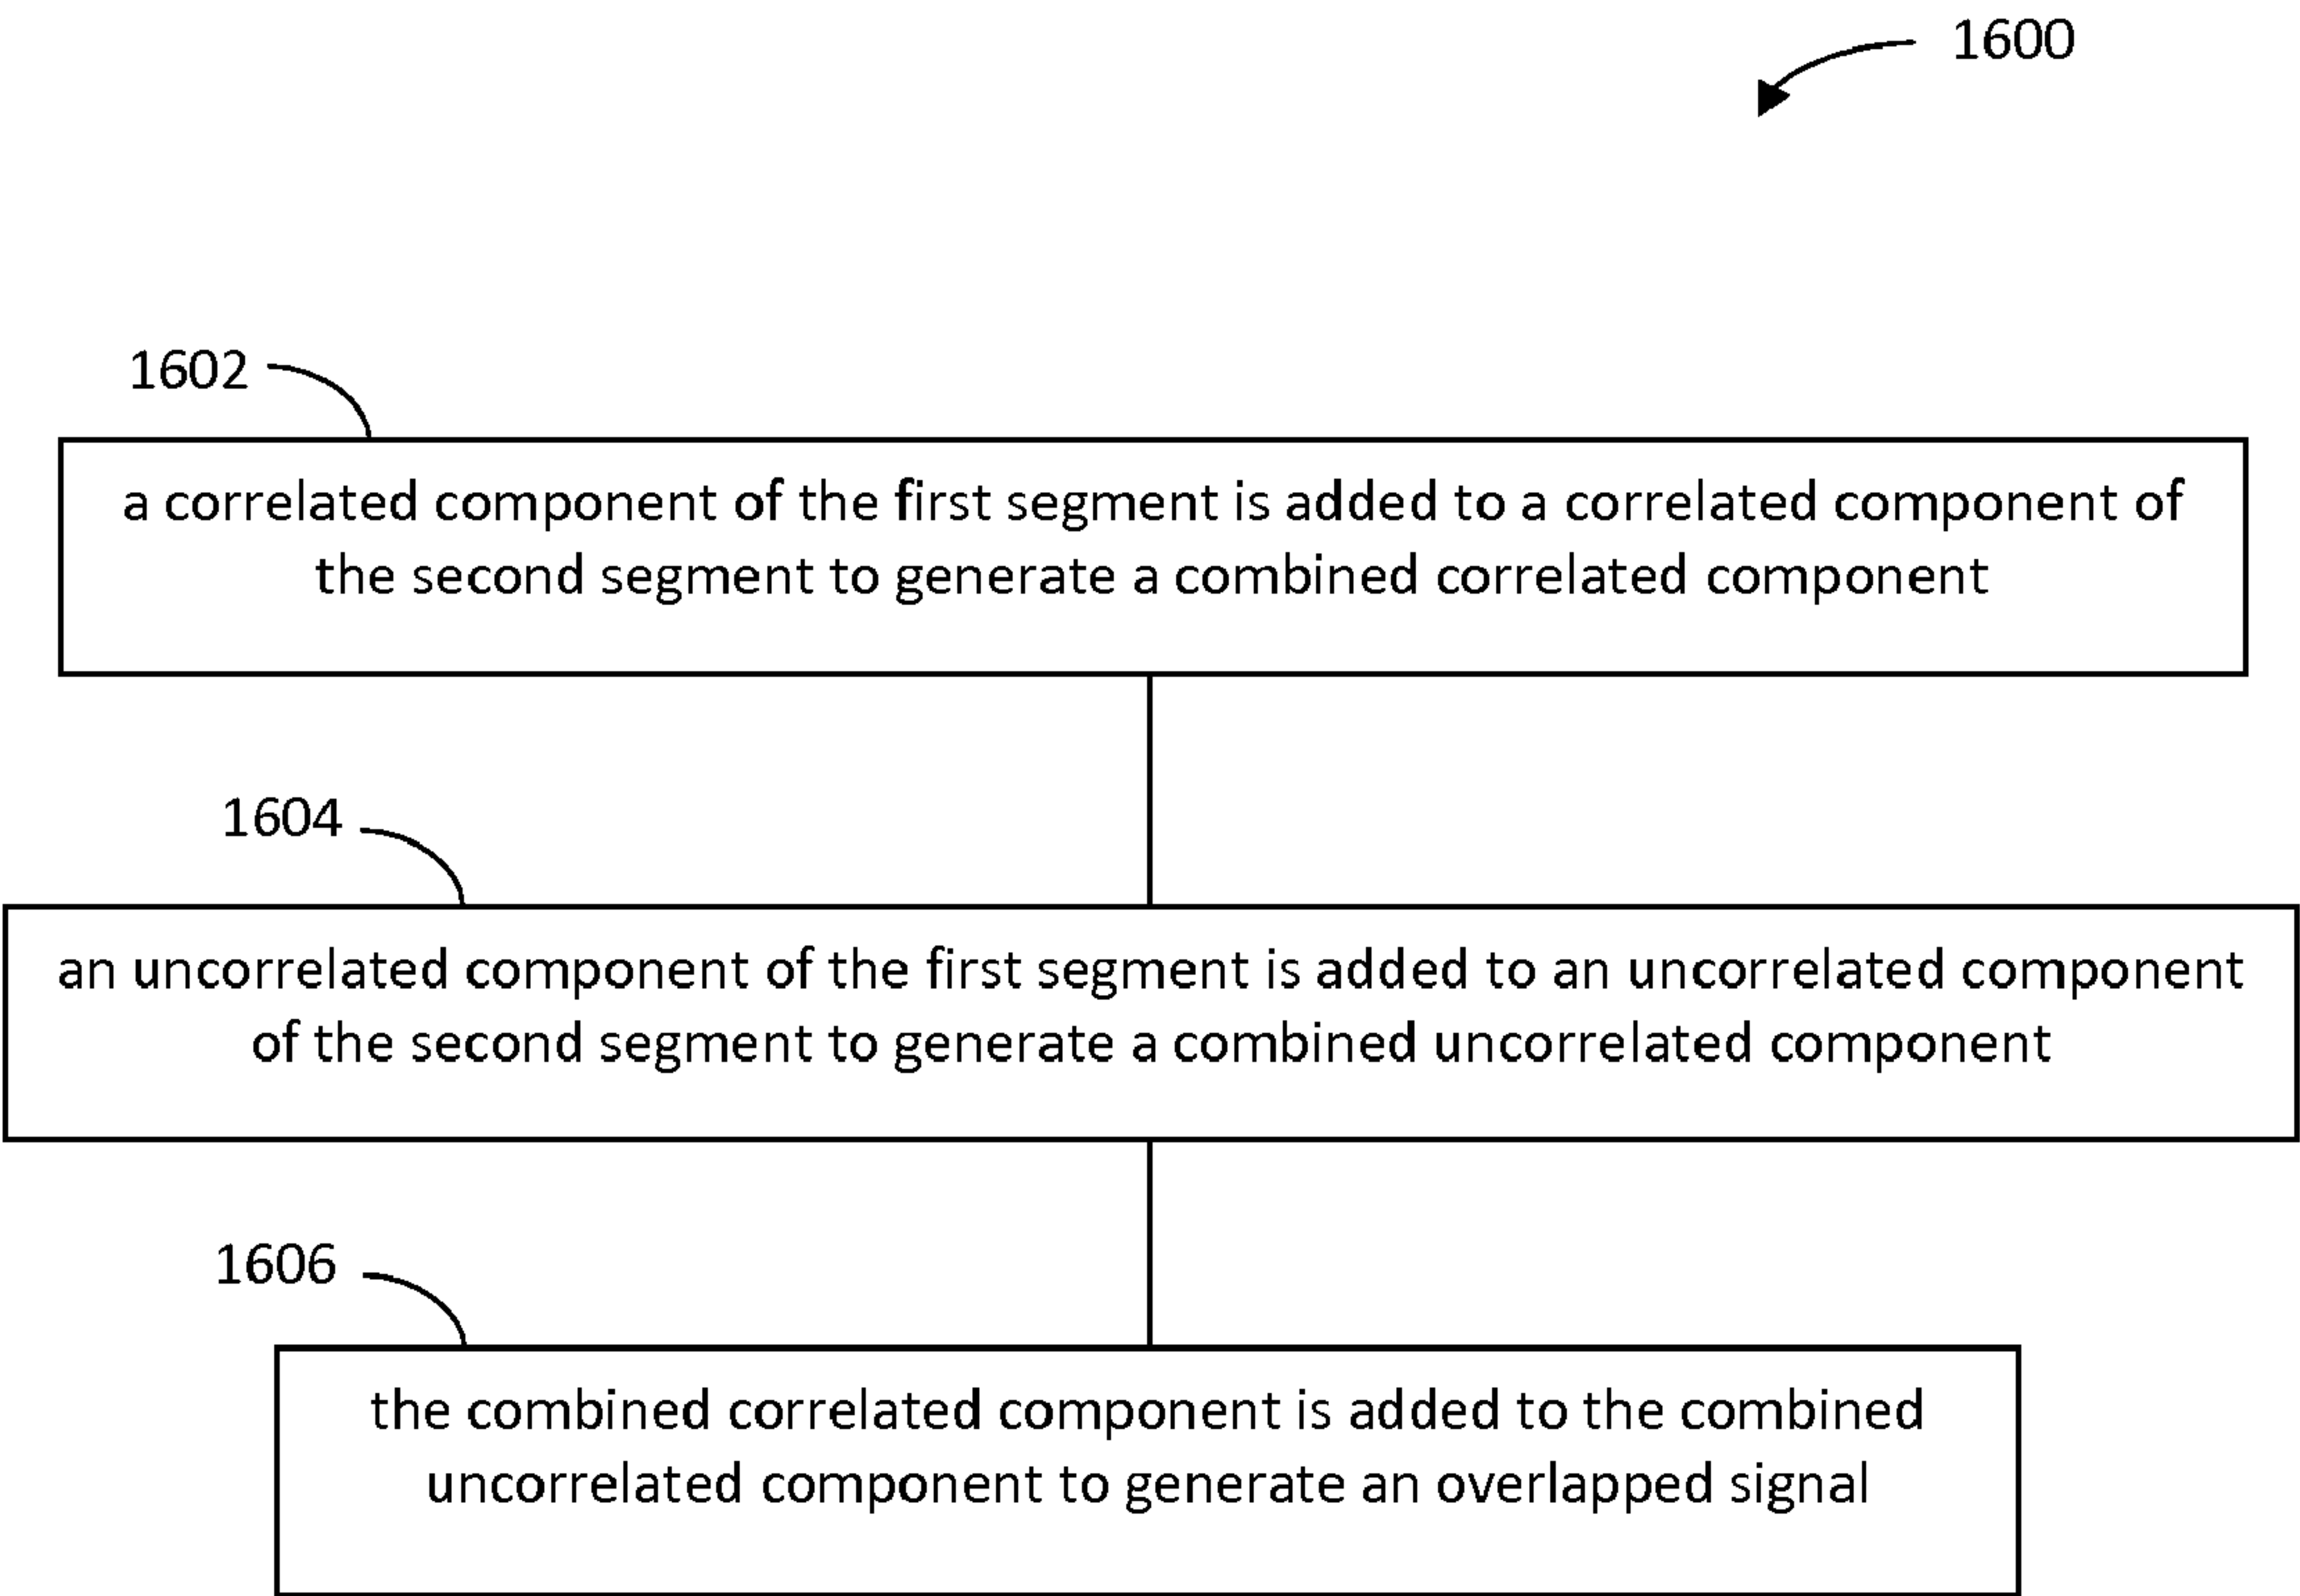 1600
1602
a correlated component of the first segment is added to a correlated component of
the second segment to generate a combined correlated component
1604
an uncorrelated component of the first segment is added to an uncorrelated component
of the second segment to generate a combined uncorrelated component
1606
the combined correlated component is added to the combined
uncorrelated component to generate an overlapped signal